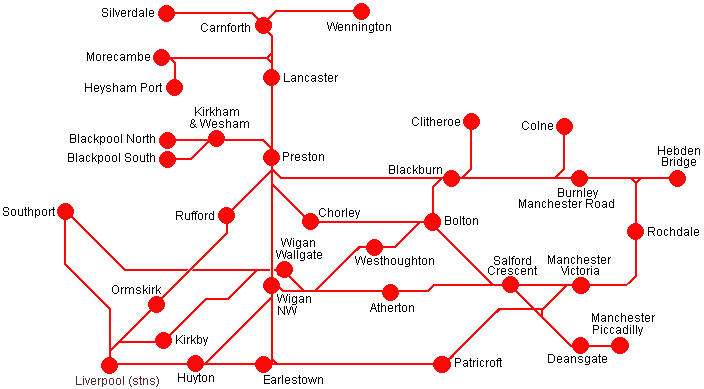 Silverdale
Carnforth
Wennington
Morecambe
Heysham Port
Lancaster
Kirkham
& Wesham
Blackpool North
Blackpool South
Preston
Clitheroe
Colne
Hebden
Bridge
Blackburn
Burnley
Manchester Road
Southport
Rufford
Chorley
Bolton
Rochdale
Wigan
Wallgate
Westhoughton
Salford
Crescent
Manchester
Victoria
Ormskirk
Wigan
NW
Atherton
Kirkby
Manchester
Piccadilly
Liverpool (stns)
Huyton
Earlestown
Patricroft
Deansgate